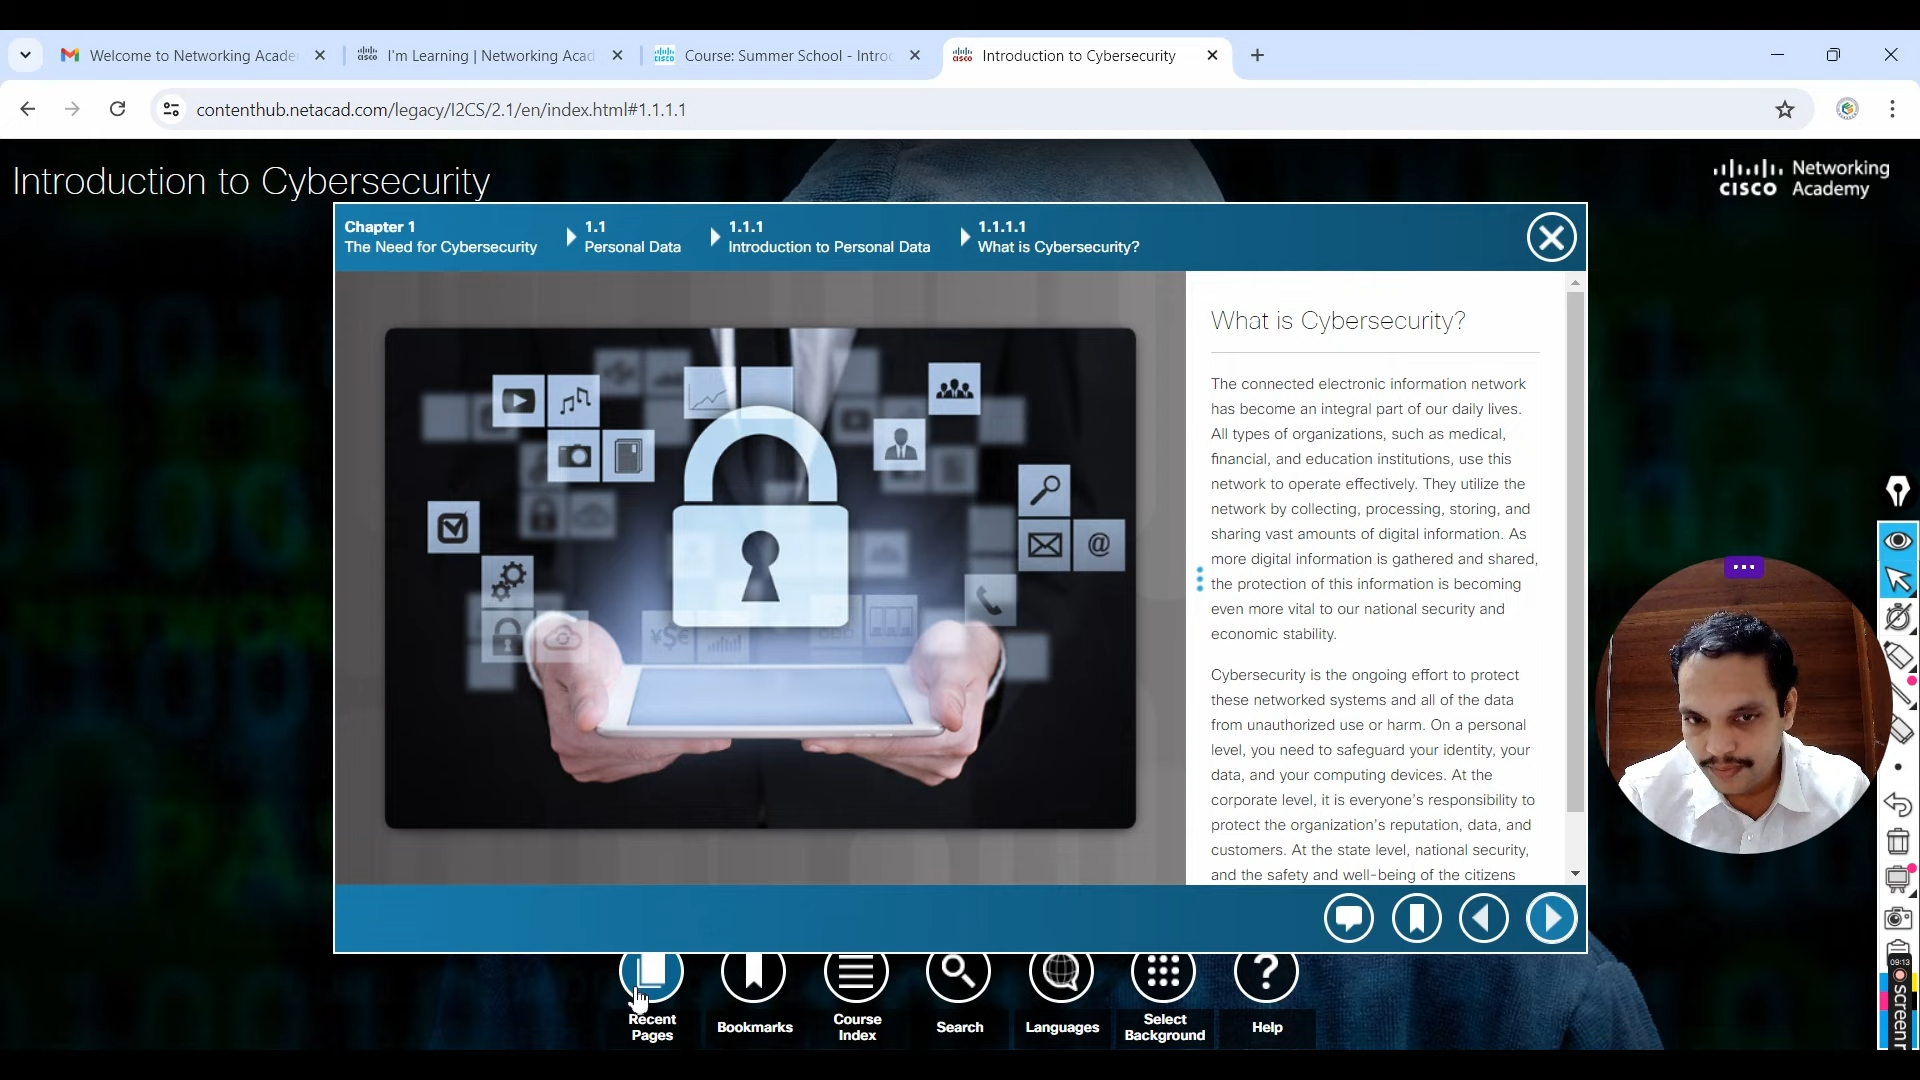 Welcome to Networking Acade
I'm Learning | Networking Acad
Course: Summer School - Introc
Introduction to Cybersecurity
contenthub.netacad.com/legacy/I2CS/2.1/en/index.html#1.1.1.1
Introduction to Cybersecurity
CISCO
Networking
Academy
Chapter 1
The Need for Cybersecurity
1.1
Personal Data
1.1.1
Introduction to Personal Data
1.1.1.1
What is Cybersecurity?
What is Cybersecurity?
The connected electronic information network
has become an integral part of our daily lives.
All types of organizations, such as medical,
financial, and education institutions, use this
network to operate effectively. They utilize the
network by collecting, processing, storing, and
sharing vast amounts of digital information. As
more digital information is gathered and shared,
the protection of this information is becoming
even more vital to our national security and
economic stability.
Cybersecurity is the ongoing effort to protect
these networked systems and all of the data
from unauthorized use or harm. On a personal
level, you need to safeguard your identity, your
data, and your computing devices. At the
corporate level, it is everyone's responsibility to
protect the organization's reputation, data, and
customers. At the state level, national security,
and the safety and well-being of the citizens
¥$€
@
Recent
Pages
Bookmarks
Course
Index
Search
Languages
Select
Background
Help
09:13
screenr